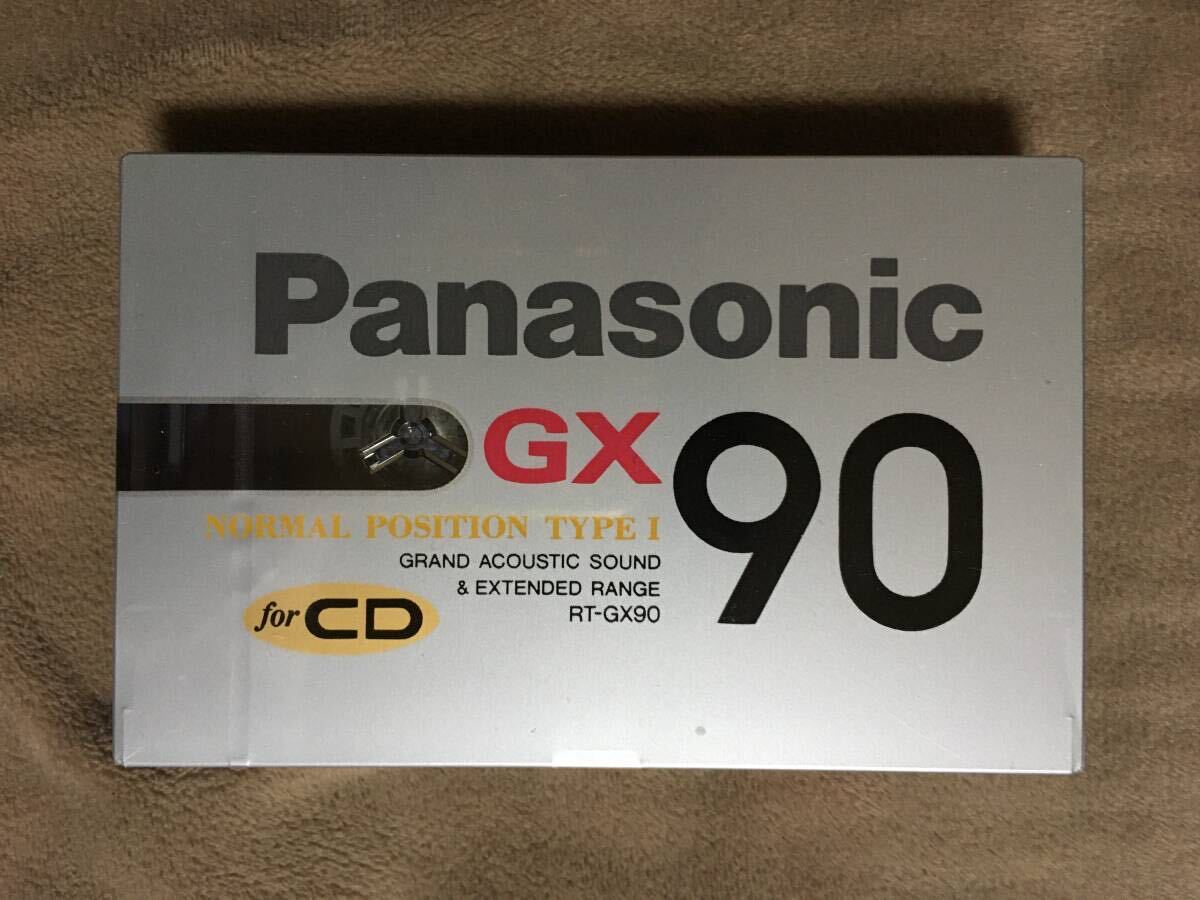 Panasonic
GX 90
NORMAL POSITION TYPE I
GRAND ACOUSTIC SOUND
& EXTENDED RANGE
RT-GX90
for CD